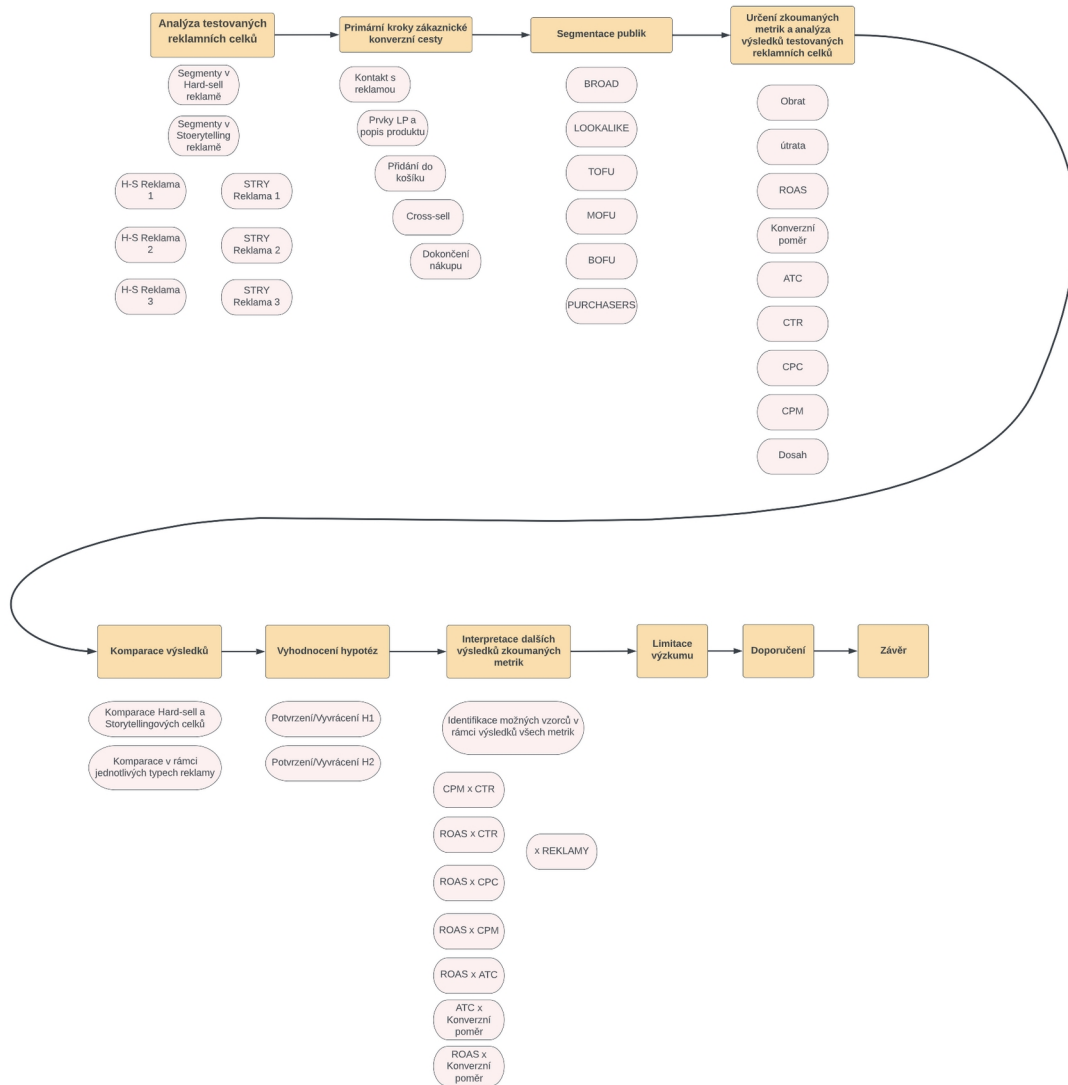 Analýza testovaných
reklamních celků
Segmenty v
Hard-sell
reklamě
Segmenty v
Stoerytelling
reklamě
H-S Reklama
1
STRY
Reklama 1
H-S Reklama
2
STRY
Reklama 2
H-S Reklama
3
STRY
Reklama 3
Primární kroky zákaznické
konverzní cesty
Kontakt s
reklamou
Prvky LP a
popis produktu
Přidání do
košíku
Cross-sell
Dokončení
nákupu
Segmentace publik
BROAD
LOOKALIKE
TOFU
MOFU
BOFU
PURCHASERS
Určení zkoumaných
metrik a analýza
výsledků testovaných
reklamních celků
Obrat
útrata
ROAS
Konverzní
poměr
ATC
CTR
CPC
CPM
Dosah
Komparace výsledků
Komparace Hard-sell a
Storytellingových celků
Komparace v rámci
jednotlivých typech reklamy
Vyhodnocení hypotéz
Potvrzení/Vyvrácení H1
Potvrzení/Vyvrácení H2
Interpretace dalších
výsledků zkoumaných
metrik
Identifikace možných vzorců v
rámci výsledků všech metrik
CPM x CTR
ROAS x CTR
x REKLAMY
ROAS x CPC
ROAS x CPM
ROAS x ATC
ATC x
Konverzní
poměr
ROAS x
Konverzní
poměr
Limitace
výzkumu
Doporučení
Závěr